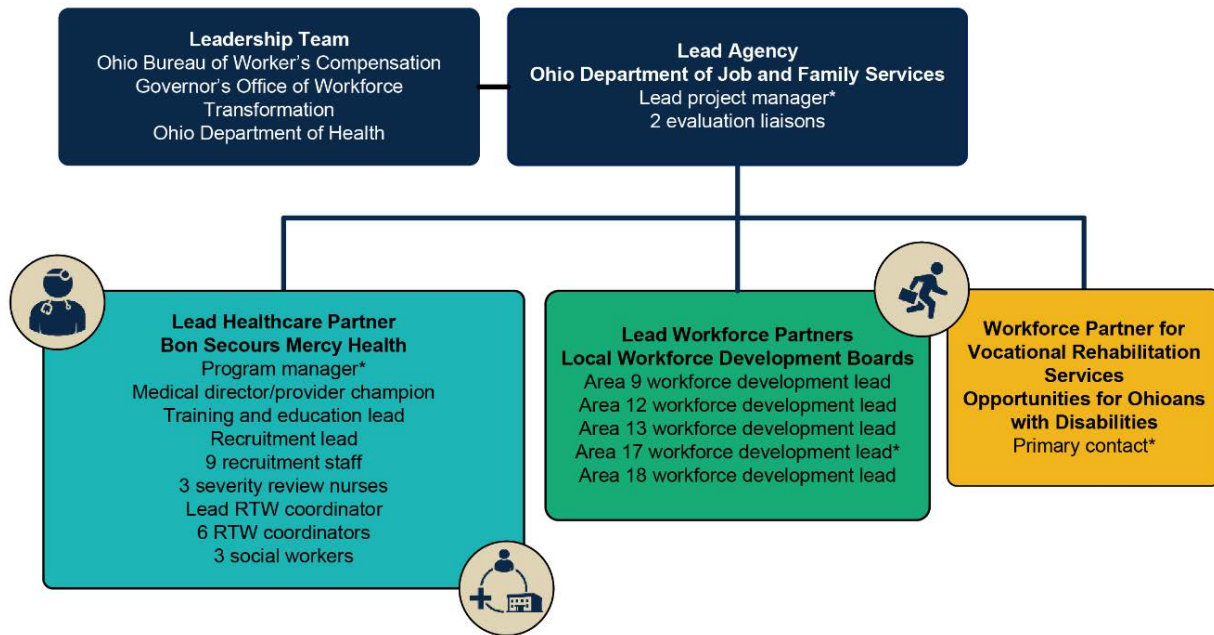 Leadership Team
Ohio Bureau of Worker’s Compensation
Governor’s Office of Workforce
Transformation
Ohio Department of Health
Lead Agency
Ohio Department of Job and Family Services
Lead project manager*
2 evaluation liaisons
Lead Healthcare Partner
Bon Secours Mercy Health
Program manager*
Medical director/provider champion
Training and education lead
Recruitment lead
9 recruitment staff
3 severity review nurses
Lead RTW coordinator
6 RTW coordinators
3 social workers
Lead Workforce Partners
Local Workforce Development Boards
Area 9 workforce development lead
Area 12 workforce development lead
Area 13 workforce development lead
Area 17 workforce development lead*
Area 18 workforce development lead
Workforce Partner for
Vocational Rehabilitation
Services
Opportunities for Ohioans
with Disabilities
Primary contact*